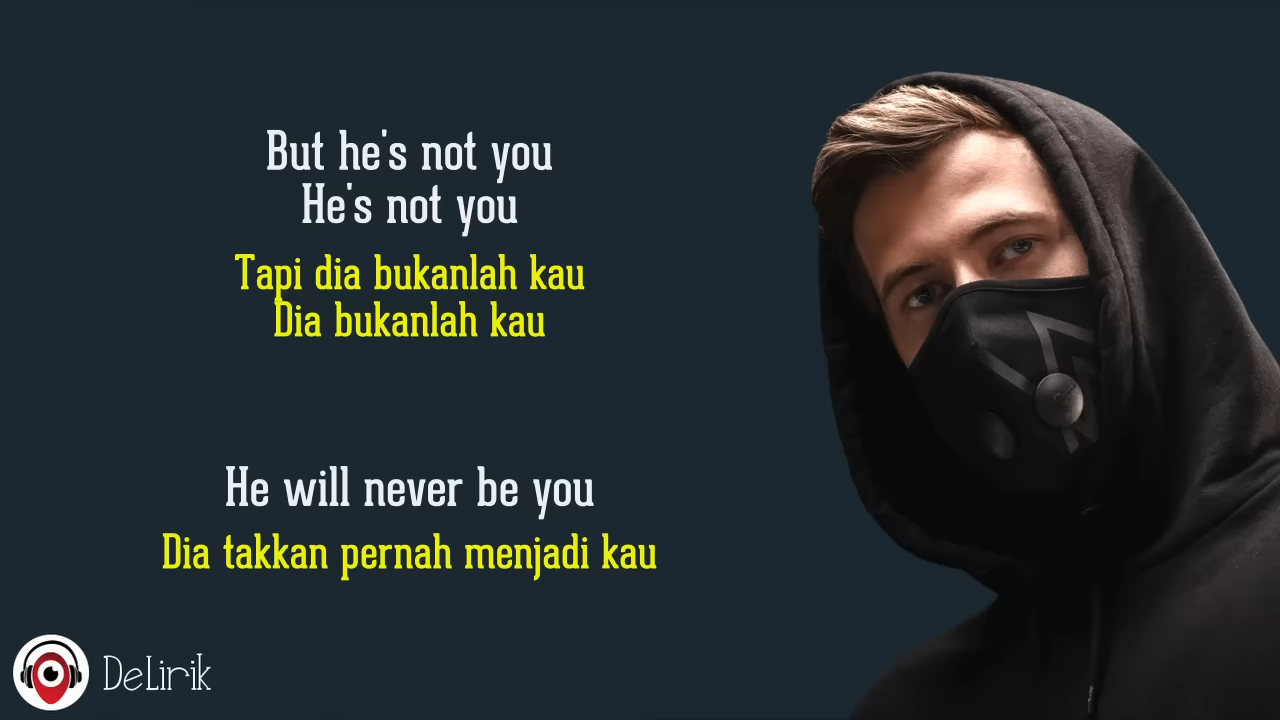 But he's not you
He's not you
Tapi dia bukanlah kau
Dia bukanlah kau
He will never be you
Dia takkan pernah menjadi kau
DeLirik